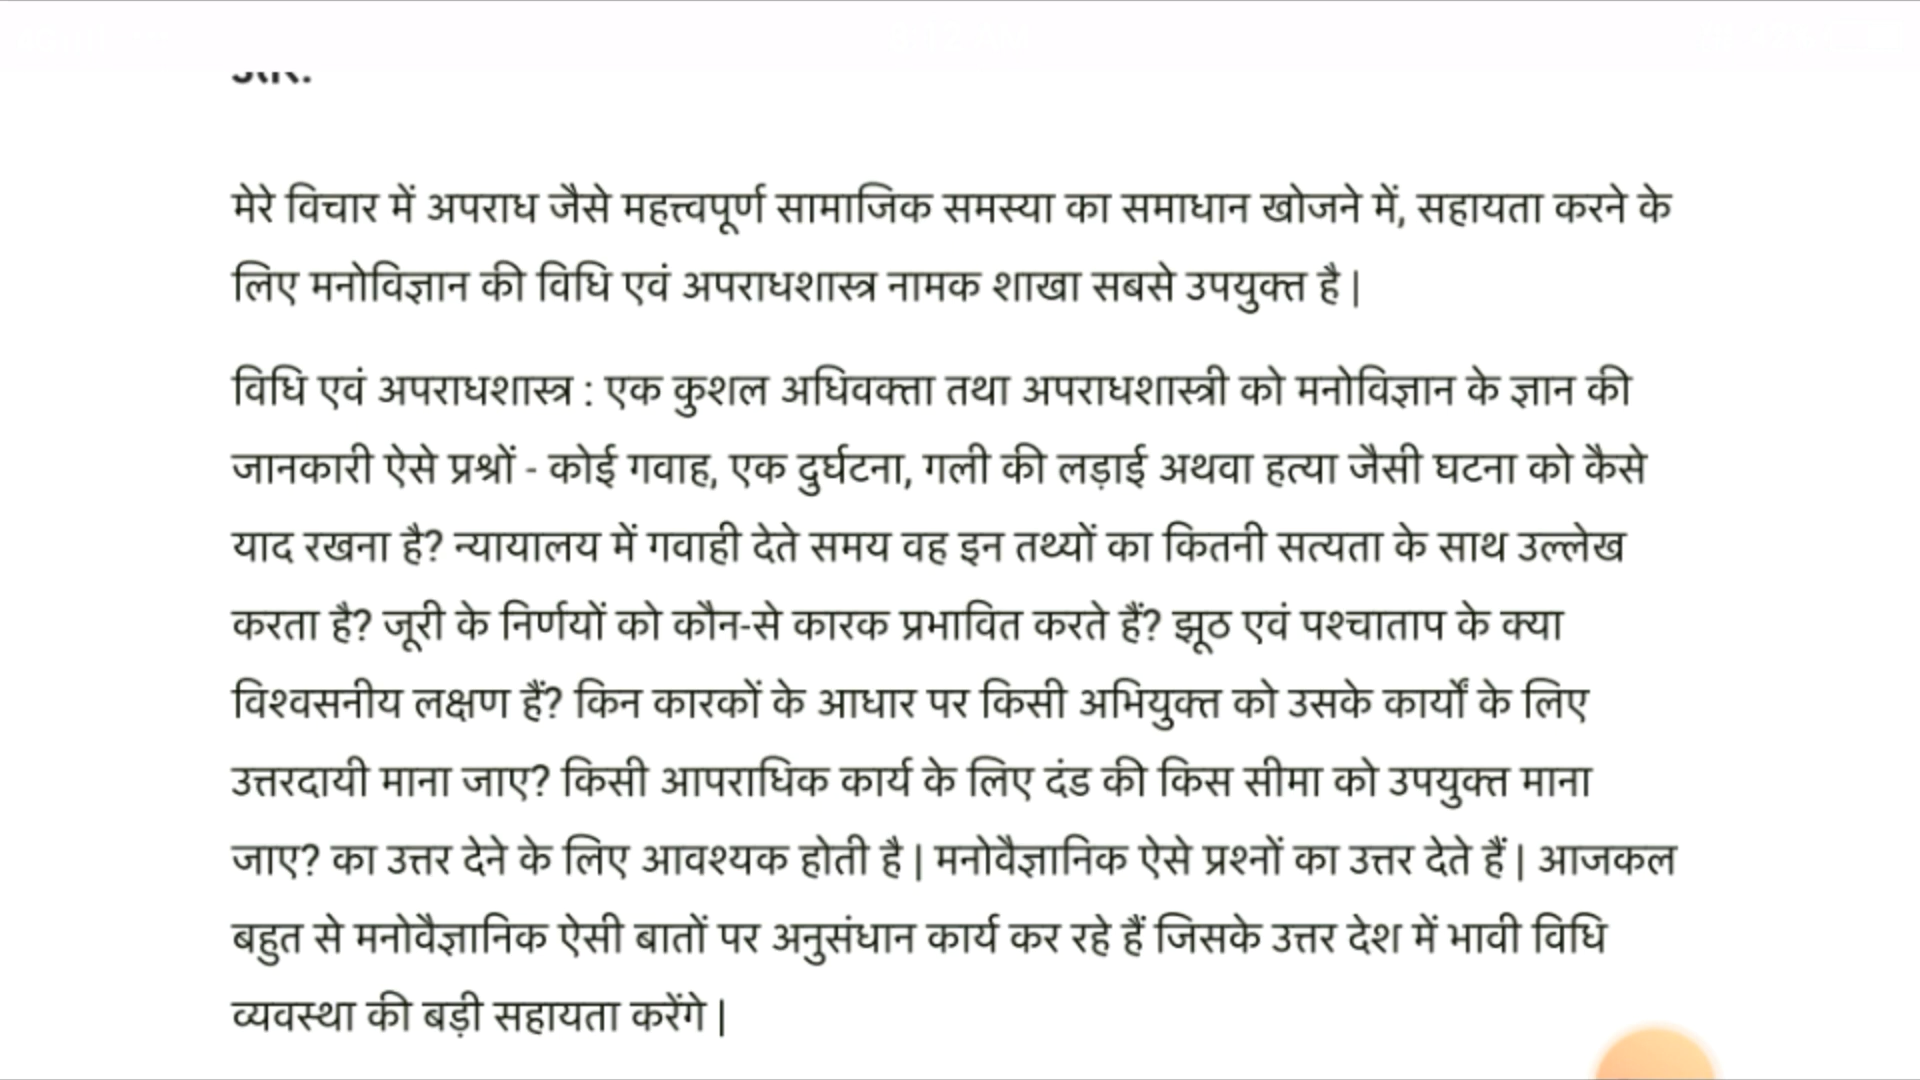 मेरे विचार में अपराध जैसे महत्त्वपूर्ण सामाजिक समस्या का समाधान खोजने में, सहायता करने के
लिए मनोविज्ञान की विधि एवं अपराधशास्त्र नामक शाखा सबसे उपयुक्त है |
विधि एवं अपराधशास्त्र : एक कुशल अधिवक्ता तथा अपराधशास्त्री को मनोविज्ञान के ज्ञान की
जानकारी ऐसे प्रश्नों - कोई गवाह, एक दुर्घटना, गली की लड़ाई अथवा हत्या जैसी घटना को कैसे
याद रखना है? न्यायालय में गवाही देते समय वह इन तथ्यों का कितनी सत्यता के साथ उल्लेख
करता है? जूरी के निर्णयों को कौन-से कारक प्रभावित करते हैं? झूठ एवं पश्चाताप के क्या
विश्वसनीय लक्षण हैं? किन कारकों के आधार पर किसी अभियुक्त को उसके कार्यों के लिए
उत्तरदायी माना जाए? किसी आपराधिक कार्य के लिए दंड की किस सीमा को उपयुक्त माना
जाए? का उत्तर देने के लिए आवश्यक होती है | मनोवैज्ञानिक ऐसे प्रश्नों का उत्तर देते हैं | आजकल
बहुत से मनोवैज्ञानिक ऐसी बातों पर अनुसंधान कार्य कर रहे हैं जिसके उत्तर देश में भावी विधि
व्यवस्था की बड़ी सहायता करेंगे |